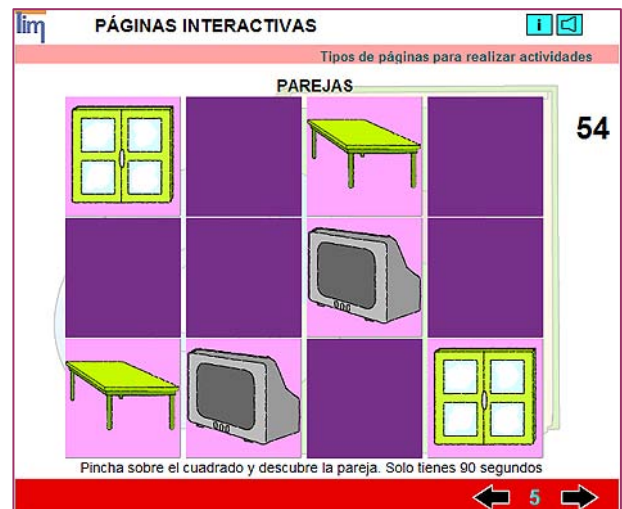 lim
PÁGINAS INTERACTIVAS
i
Tipos de páginas para realizar actividades
PAREJAS
54
Pincha sobre el cuadrado y descubre la pareja. Solo tienes 90 segundos
5